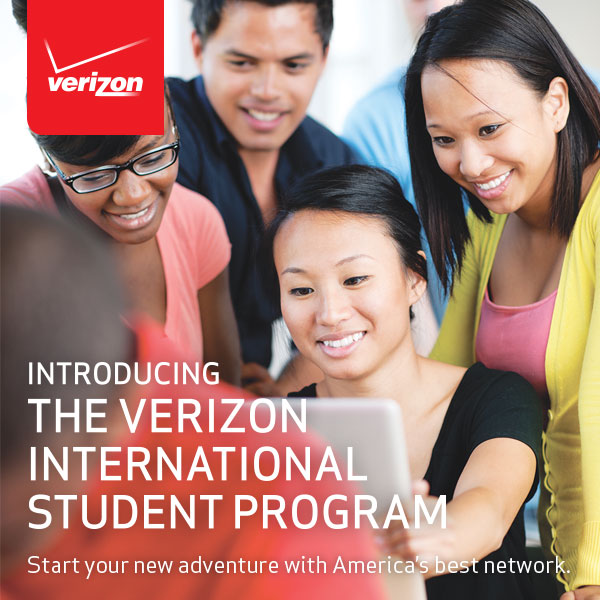 verizon
INTRODUCING
THE VERIZON
INTERNATIONAL
STUDENT PROGRAM
Start your new adventure with America's best network.